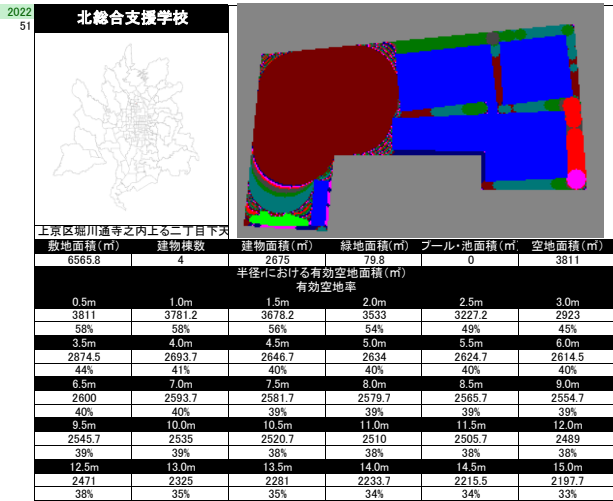 2022
51
北総合支援学校
上京区堀川通寺之内上る二丁目下天
敷地面積(㎡) 建物棟数 建物面積(㎡) 緑地面積(㎡) プール・池面積(㎡) 空地面積(㎡)
6565.8 4 2675 79.8 0 3811
半径rにおける有効空地面積(㎡)
有効空地率
0.5m 1.0m 1.5m 2.0m 2.5m 3.0m
3811 3781.2 3678.2 3533 3227.2 2923
58% 58% 56% 54% 49% 45%
3.5m 4.0m 4.5m 5.0m 5.5m 6.0m
2874.5 2693.7 2646.7 2634 2624.7 2614.5
44% 41% 40% 40% 40% 40%
6.5m 7.0m 7.5m 8.0m 8.5m 9.0m
2600 2593.7 2581.7 2579.7 2565.7 2554.7
40% 40% 39% 39% 39% 39%
9.5m 10.0m 10.5m 11.0m 11.5m 12.0m
2545.7 2535 2520.7 2510 2505.7 2489
39% 39% 38% 38% 38% 38%
12.5m 13.0m 13.5m 14.0m 14.5m 15.0m
2471 2325 2281 2233.7 2215.5 2197.7
38% 35% 35% 34% 34% 33%